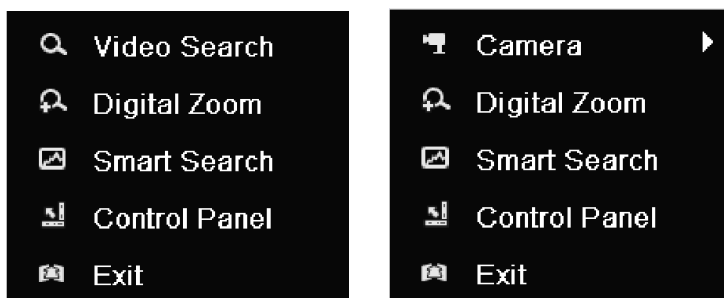 Video Search
Digital Zoom
Smart Search
Control Panel
Exit
Camera
Digital Zoom
Smart Search
Control Panel
Exit